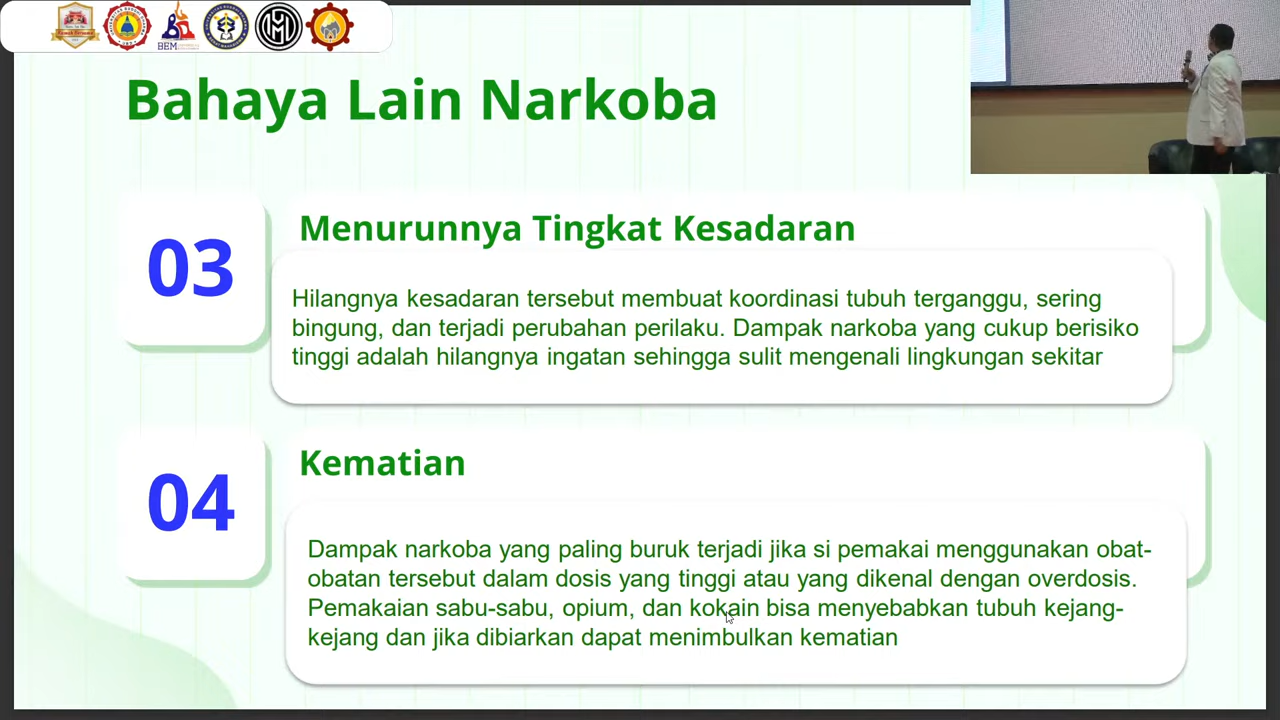 BEM
Bahaya Lain Narkoba
03
Menurunnya Tingkat Kesadaran
Hilangnya kesadaran tersebut membuat koordinasi tubuh terganggu, sering
bingung, dan terjadi perubahan perilaku. Dampak narkoba yang cukup berisiko
tinggi adalah hilangnya ingatan sehingga sulit mengenali lingkungan sekitar
04
Kematian
Dampak narkoba yang paling buruk terjadi jika si pemakai menggunakan obat-
obatan tersebut dalam dosis yang tinggi atau yang dikenal dengan overdosis.
Pemakaian sabu-sabu, opium, dan kokain bisa menyebabkan tubuh kejang-
kejang dan jika dibiarkan dapat menimbulkan kematian